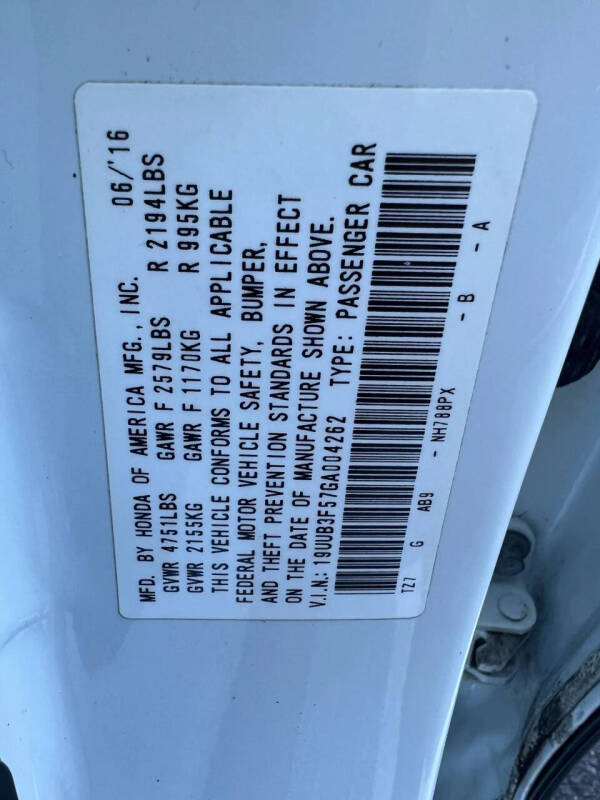 MFD. BY HONDA OF AMERICA MFG., INC. 06/'16
GVWR 4751LBS GAWR F 2579LBS R 2194LBS
GVWR 2155KG GAWR F 1170KG R 995KG
THIS VEHICLE CONFORMS TO ALL APPLICABLE
FEDERAL MOTOR VEHICLE SAFETY, BUMPER,
AND THEFT PREVENTION STANDARDS IN EFFECT
ON THE DATE OF MANUFACTURE SHOWN ABOVE.
V.I.N.: 19UUB3F57GA004262 TYPE: PASSENGER CAR
TZ7 G AB9 - NH788PX - B - A